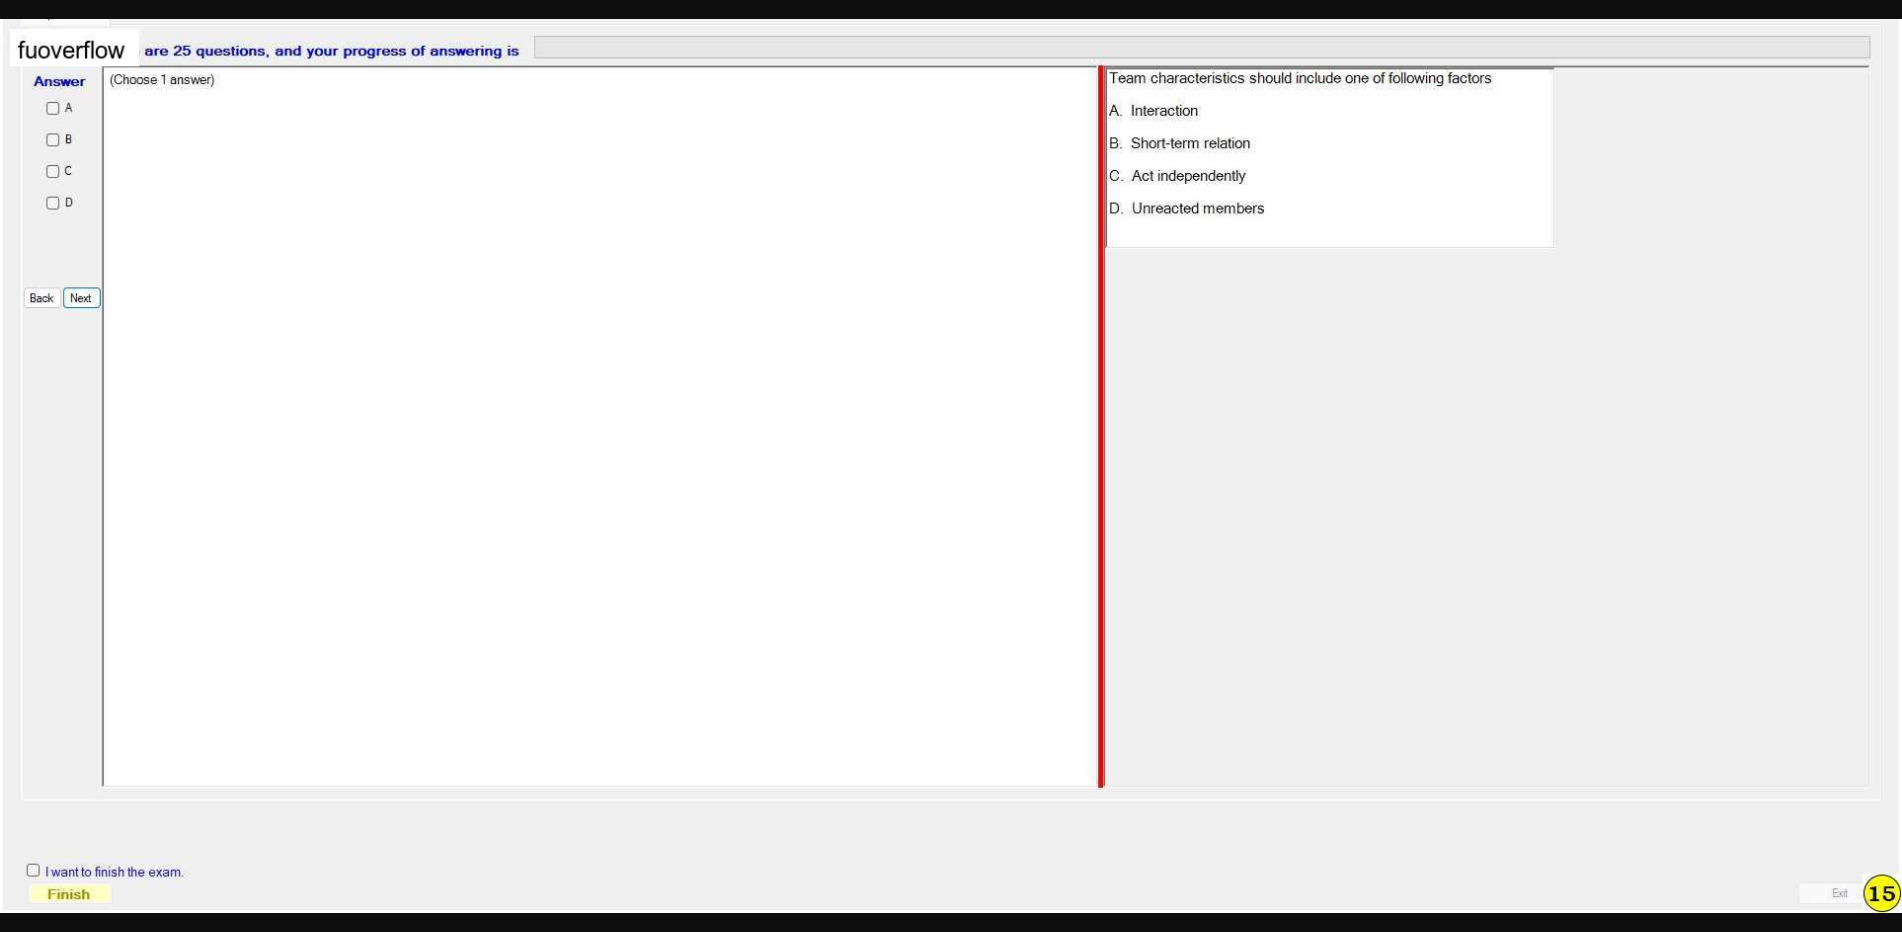 fuoverflow are 25 questions, and your progress of answering is
Answer
(Choose 1 answer)
A
B
C
D
Back Next
Team characteristics should include one of following factors
A. Interaction
B. Short-term relation
C. Act independently
D. Unreacted members
I want to finish the exam.
Finish
Exit 15